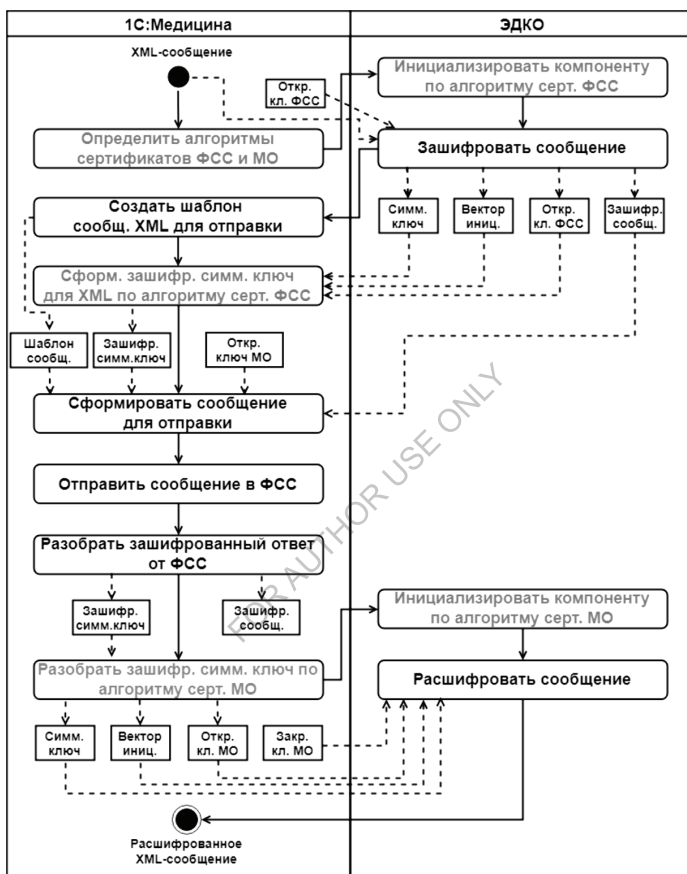 1С:Медицина
ЭДКО
XML-сообщение
Откр.
кл. ФСС
Инициализировать компоненту
по алгоритму серт. ФСС
Определить алгоритмы
сертификатов ФСС и МО
Зашифровать сообщение
Создать шаблон
сообщ. XML для отправки
Симм.
ключ
Вектор
иниц.
Откр.
кл. ФСС
Зашифр.
сообщ.
Сформ. зашифр. симм. ключ
для XML по алгоритму серт. ФСС
Шаблон
сообщ.
Зашифр.
симм.ключ
Откр.
ключ МО
Сформировать сообщение
для отправки
Отправить сообщение в ФСС
Разобрать зашифрованный ответ
от ФСС
Зашифр.
симм.ключ
Зашифр.
сообщ.
FOR AUTHOR USE ONLY
Инициализировать компоненту
по алгоритму серт. МО
Разобрать зашифр. симм. ключ по
алгоритму серт. МО
Расшифровать сообщение
Симм.
ключ
Вектор
иниц.
Откр.
кл. МО
Закр.
кл. МО
Расшифрованное
XML-сообщение